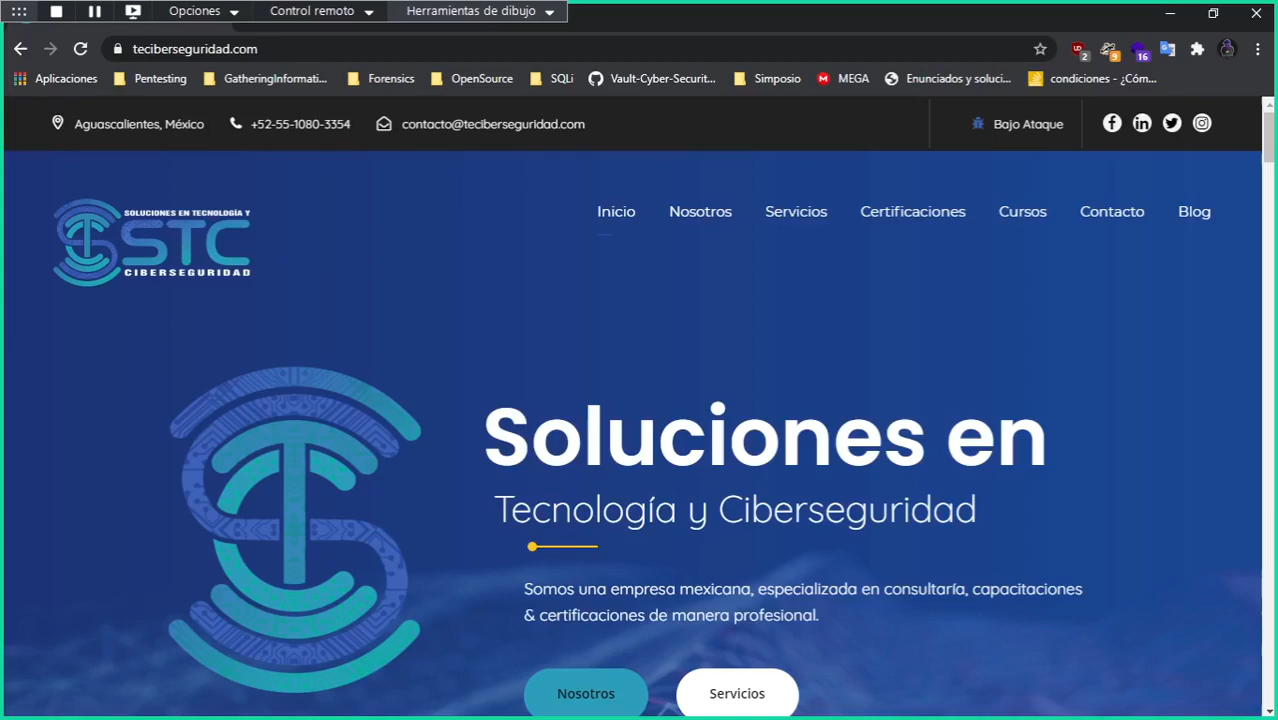 Opciones Control remoto Herramientas de dibujo
teciberseguridad.com
2 9 16
Aplicaciones Pentesting GatheringInformati... Forensics OpenSource SQLi Vault-Cyber-Securit... Simposio MEGA Enunciados y soluci... condiciones - ¿Cóm...
Aguascalientes, México +52-55-1080-3354 contacto@teciberseguridad.com Bajo Ataque
SOLUCIONES EN TECNOLOGÍA Y
STC
CIBERSEGURIDAD
Inicio Nosotros Servicios Certificaciones Cursos Contacto Blog
Soluciones en
Tecnología y Ciberseguridad
Somos una empresa mexicana, especializada en consultaría, capacitaciones
& certificaciones de manera profesional.
Nosotros Servicios